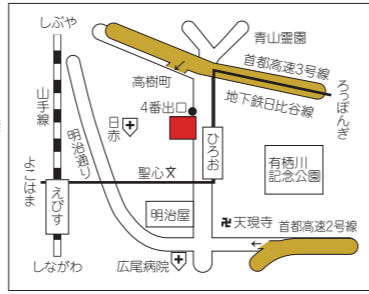 しぶや
青山霊園
首都高速3号線
高樹町
地下鉄日比谷線
ろっぽんぎ
4番出口
山手線
明治通り
日赤
ひろお
有栖川
記念公園
よこはま
聖心
えびす
明治屋
天現寺
首都高速2号線
しながわ
広尾病院